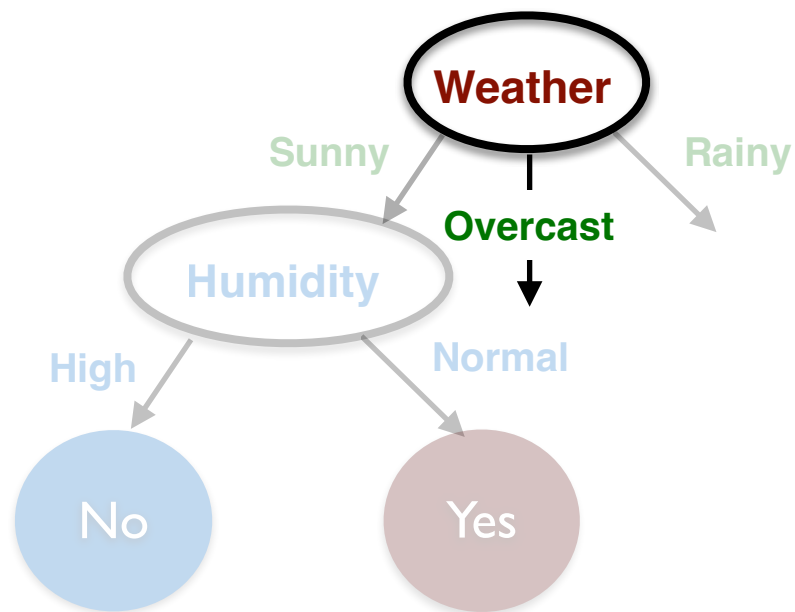 Weather
Sunny
Rainy
Overcast
Humidity
High
Normal
No
Yes